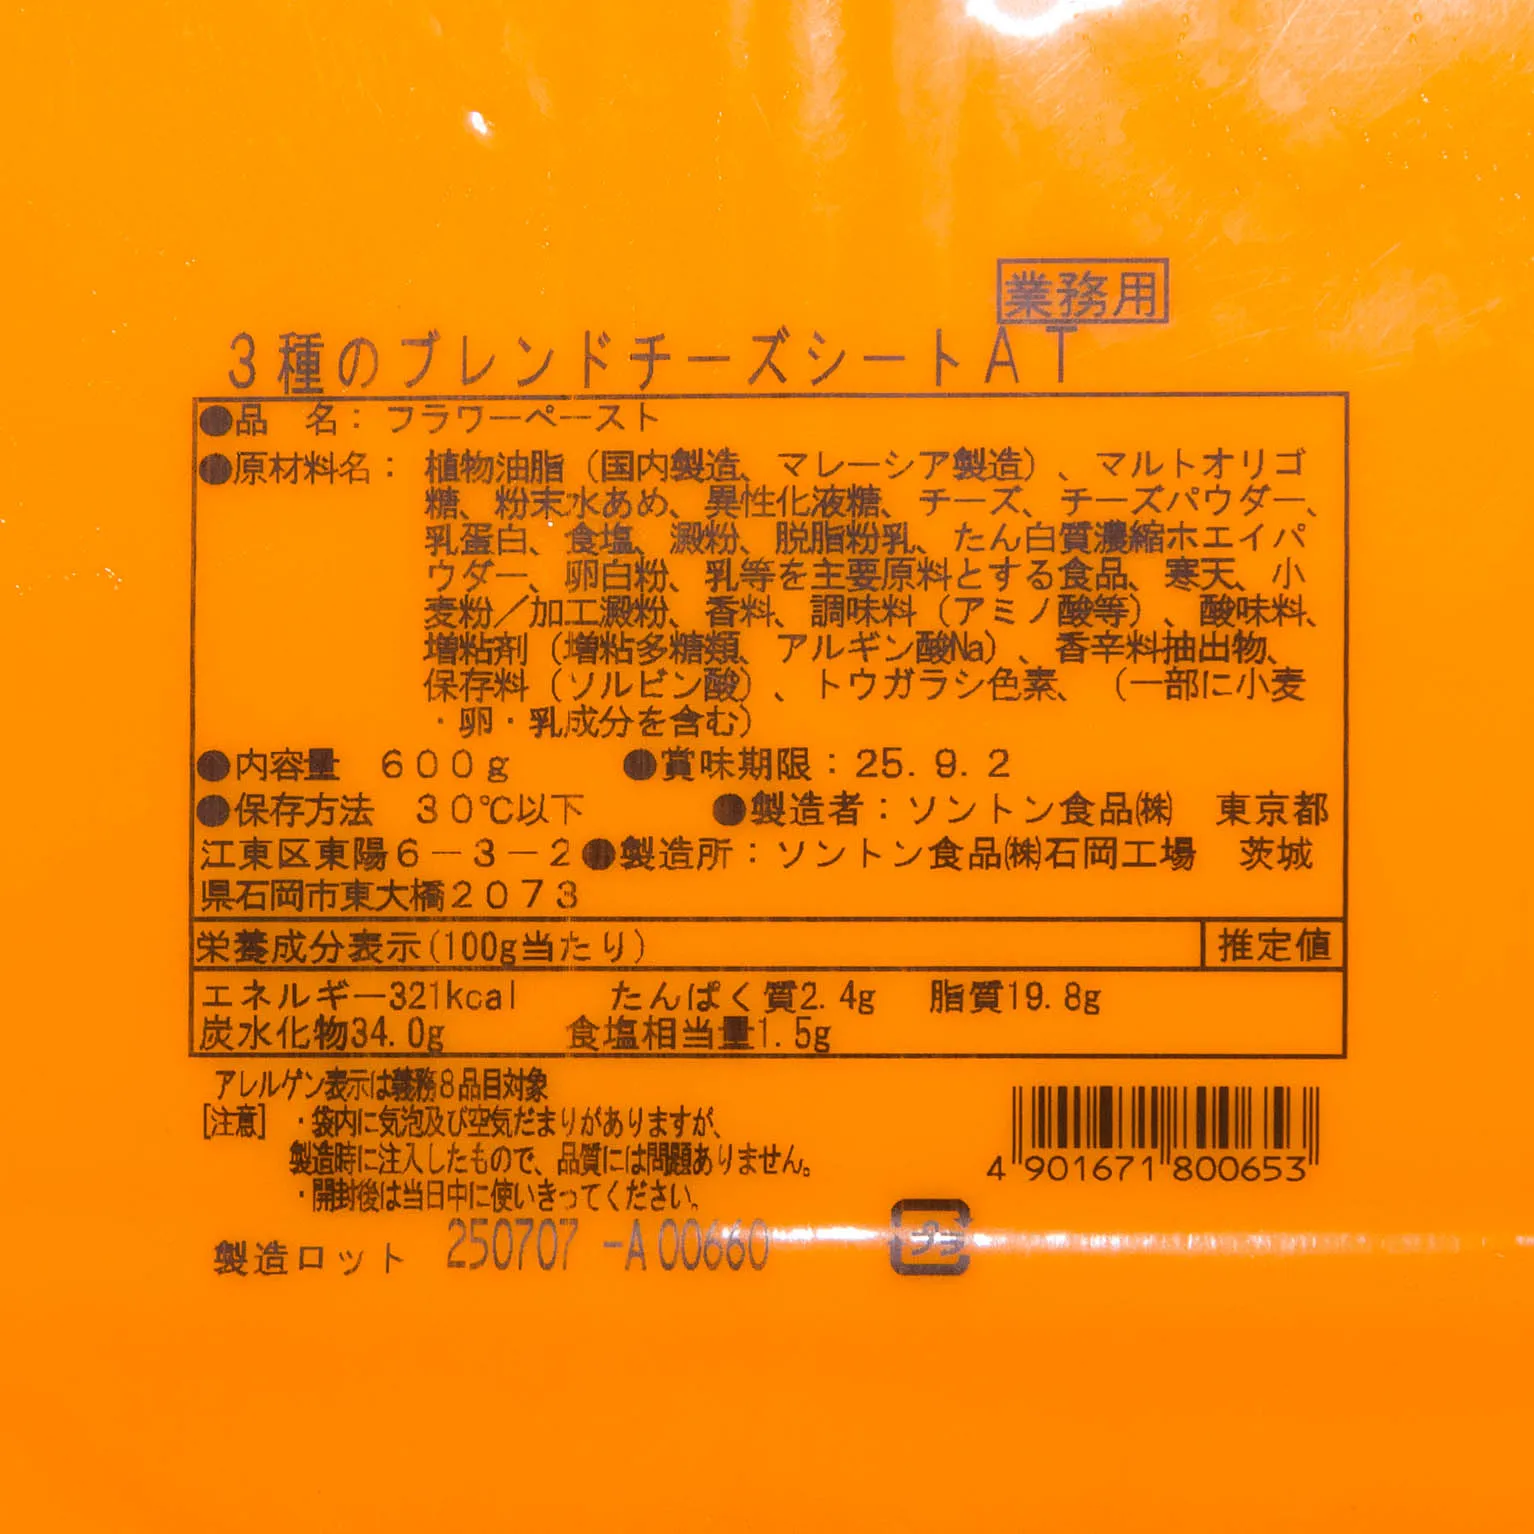 業務用
3種のブレンドチーズシートAT
●品　名：フラワーペースト
●原材料名：植物油脂（国内製造、マレーシア製造）、マルトオリゴ
糖、粉末水あめ、異性化液糖、チーズ、チーズパウダー、
乳蛋白、食塩、澱粉、脱脂粉乳、たん白質濃縮ホエイパ
ウダー、卵白粉、乳等を主要原料とする食品、寒天、小
麦粉／加工澱粉、香料、調味料（アミノ酸等）、酸味料、
増粘剤（増粘多糖類、アルギン酸Na）、香辛料抽出物、
保存料（ソルビン酸）、トウガラシ色素、（一部に小麦
・卵・乳成分を含む）
●内容量　600g　●賞味期限：25.9.2
●保存方法　30℃以下　●製造者：ソントン食品㈱　東京都
江東区東陽6－3－2●製造所：ソントン食品㈱石岡工場　茨城
県石岡市東大橋2073
栄養成分表示(100g当たり)　推定値
エネルギー321kcal　たんぱく質2.4g　脂質19.8g
炭水化物34.0g　食塩相当量1.5g
アレルゲン表示は義務8品目対象
[注意]　・袋内に気泡及び空気だまりがありますが、
製造時に注入したもので、品質には問題ありません。
・開封後は当日中に使いきってください。
4 901671 800653
製造ロット　250707 -A00660
プラ